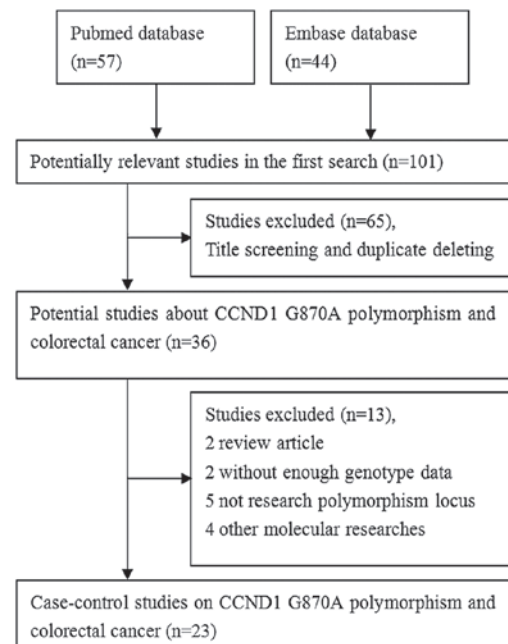 Pubmed database
(n=57)
Embase database
(n=44)
Potentially relevant studies in the first search (n=101)
Studies excluded (n=65),
Title screening and duplicate deleting
Potential studies about CCND1 G870A polymorphism and
colorectal cancer (n=36)
Studies excluded (n=13),
2 review article
2 without enough genotype data
5 not research polymorphism locus
4 other molecular researches
Case-control studies on CCND1 G870A polymorphism and
colorectal cancer (n=23)